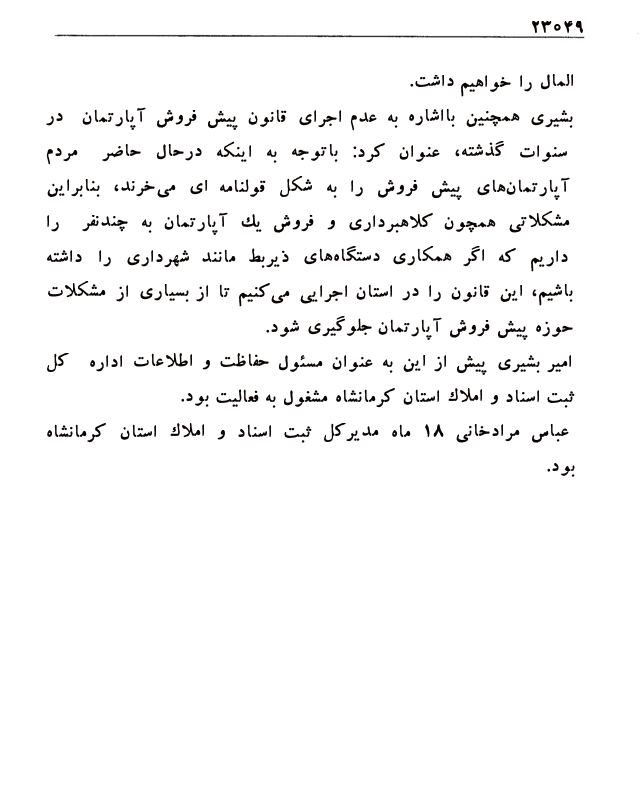 ۲۳۰۴۹
المال را خواهیم داشت.
بشیری همچنین بااشاره به عدم اجرای قانون پیش فروش آپارتمان در
سنوات گذشته، عنوان کرد: باتوجه به اینکه درحال حاضر مردم
آپارتمان‌های پیش فروش را به شکل قولنامه ای می‌خرند، بنابراین
مشکلاتی همچون کلاهبرداری و فروش یك آپارتمان به چندنفر را
داریم که اگر همکاری دستگاه‌های ذیربط مانند شهرداری را داشته
باشیم، این قانون را در استان اجرایی می‌کنیم تا از بسیاری از مشکلات
حوزه پیش فروش آپارتمان جلوگیری شود.
امیر بشیری پیش از این به عنوان مسئول حفاظت و اطلاعات اداره کل
ثبت اسناد و املاك استان کرمانشاه مشغول به فعالیت بود.
عباس مرادخانی ۱۸ ماه مدیرکل ثبت اسناد و املاك استان کرمانشاه
بود.